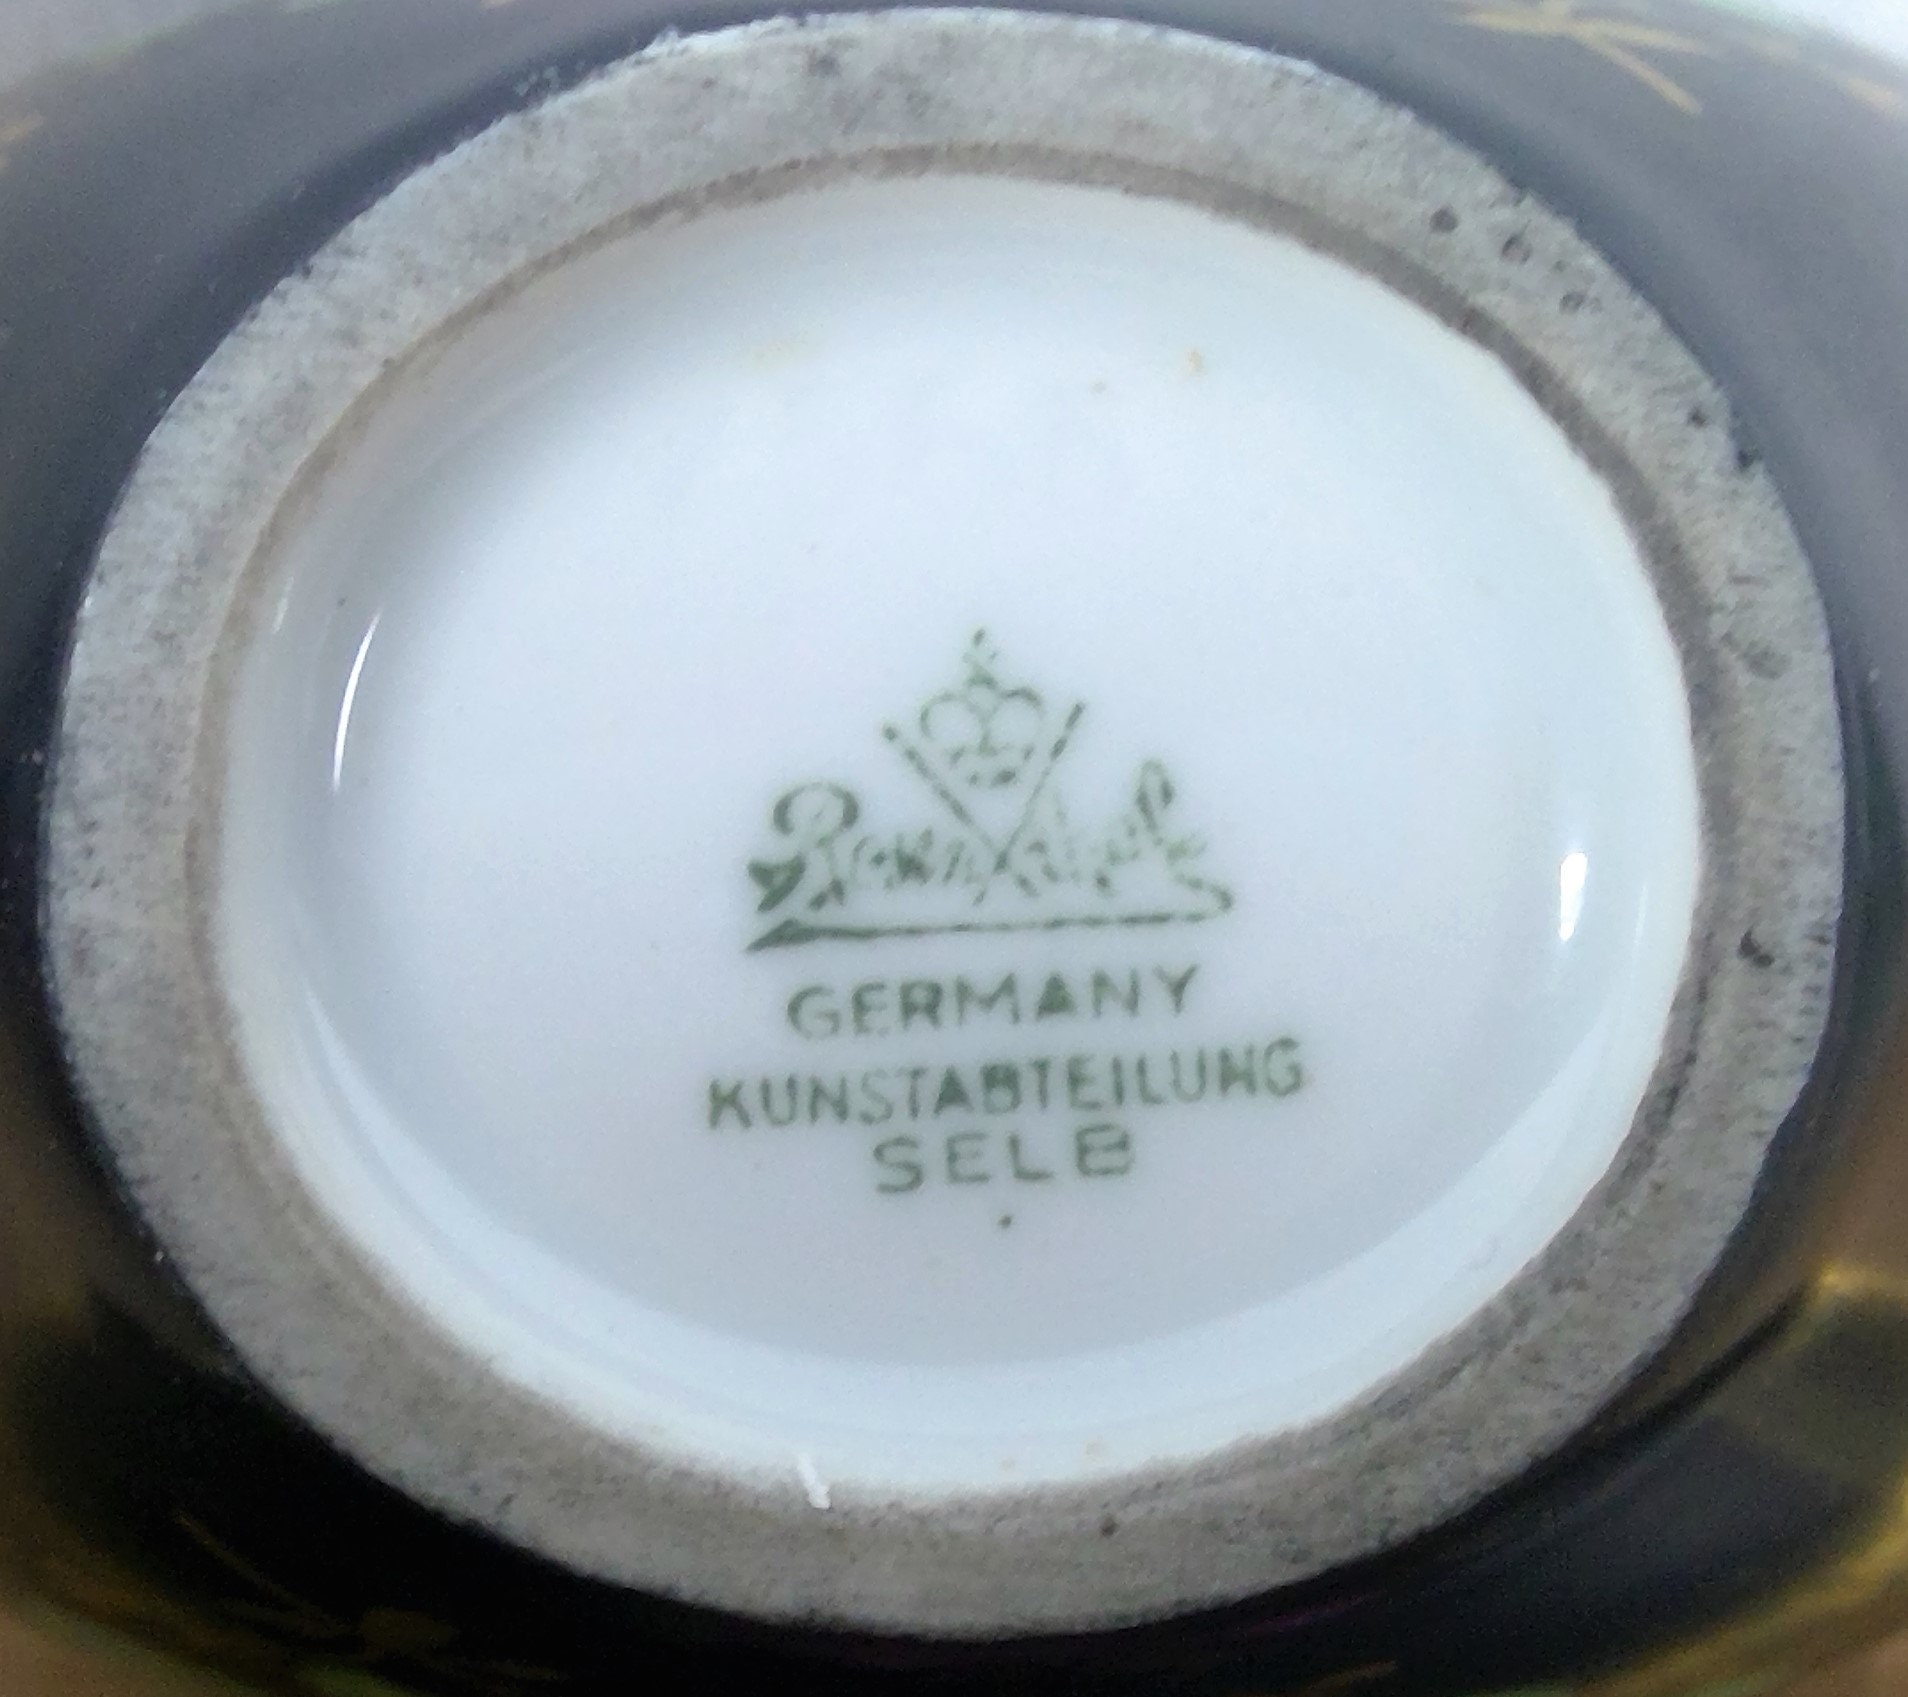 Rosenthal
GERMANY
KUNSTABTEILUNG
SELB